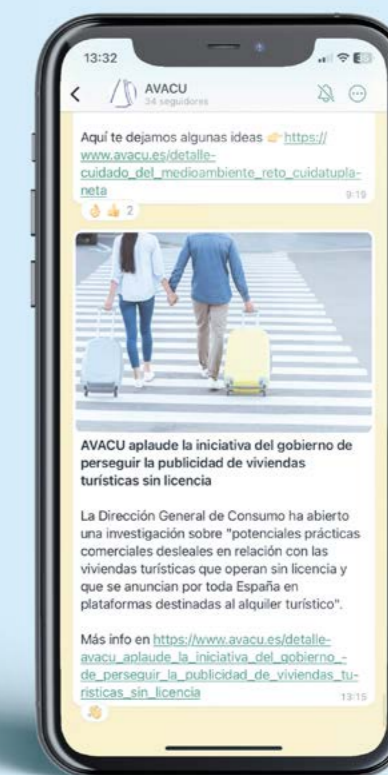 13:32
AVACU
34 seguidores
Aquí te dejamos algunas ideas 👉 https://
www.avacu.es/detalle-
cuidado_del_medioambiente_reto_cuidatupla-
neta
9:19
👌 👍 2
AVACU aplaude la iniciativa del gobierno de
perseguir la publicidad de viviendas
turísticas sin licencia
La Dirección General de Consumo ha abierto
una investigación sobre "potenciales prácticas
comerciales desleales en relación con las
viviendas turísticas que operan sin licencia y
que se anuncian por toda España en
plataformas destinadas al alquiler turístico".
Más info en https://www.avacu.es/detalle-
avacu_aplaude_la_iniciativa_del_gobierno_-
de_perseguir_la_publicidad_de_viviendas_tu-
risticas_sin_licencia
13:15